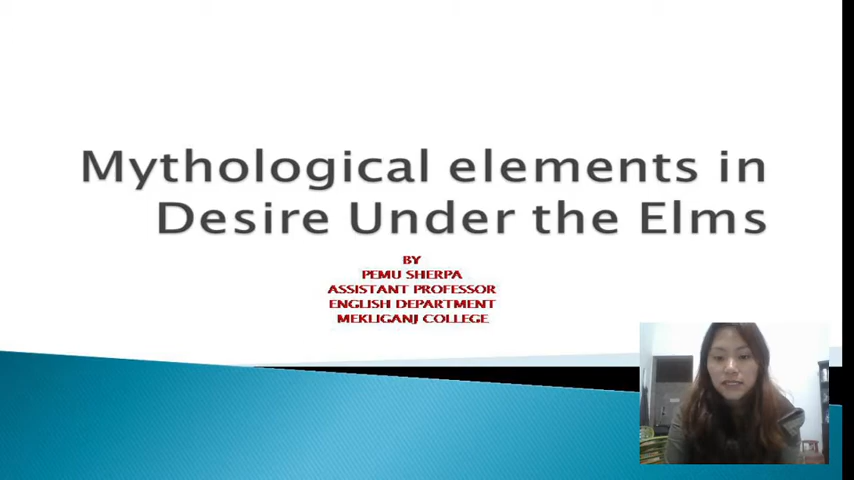 Mythological elements in
Desire Under the Elms
BY
PEMU SHERPA
ASSISTANT PROFESSOR
ENGLISH DEPARTMENT
MEKLIGANJ COLLEGE